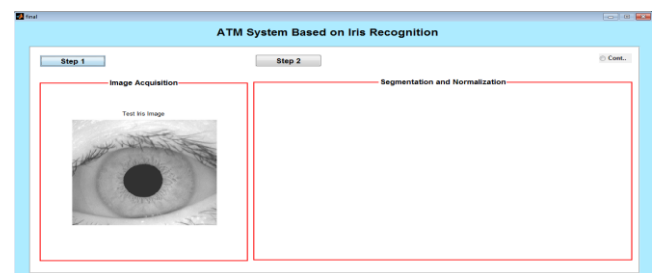 final
ATM System Based on Iris Recognition
Step 1
Step 2
Cont..
Image Acquisition
Segmentation and Normalization
Test Iris Image